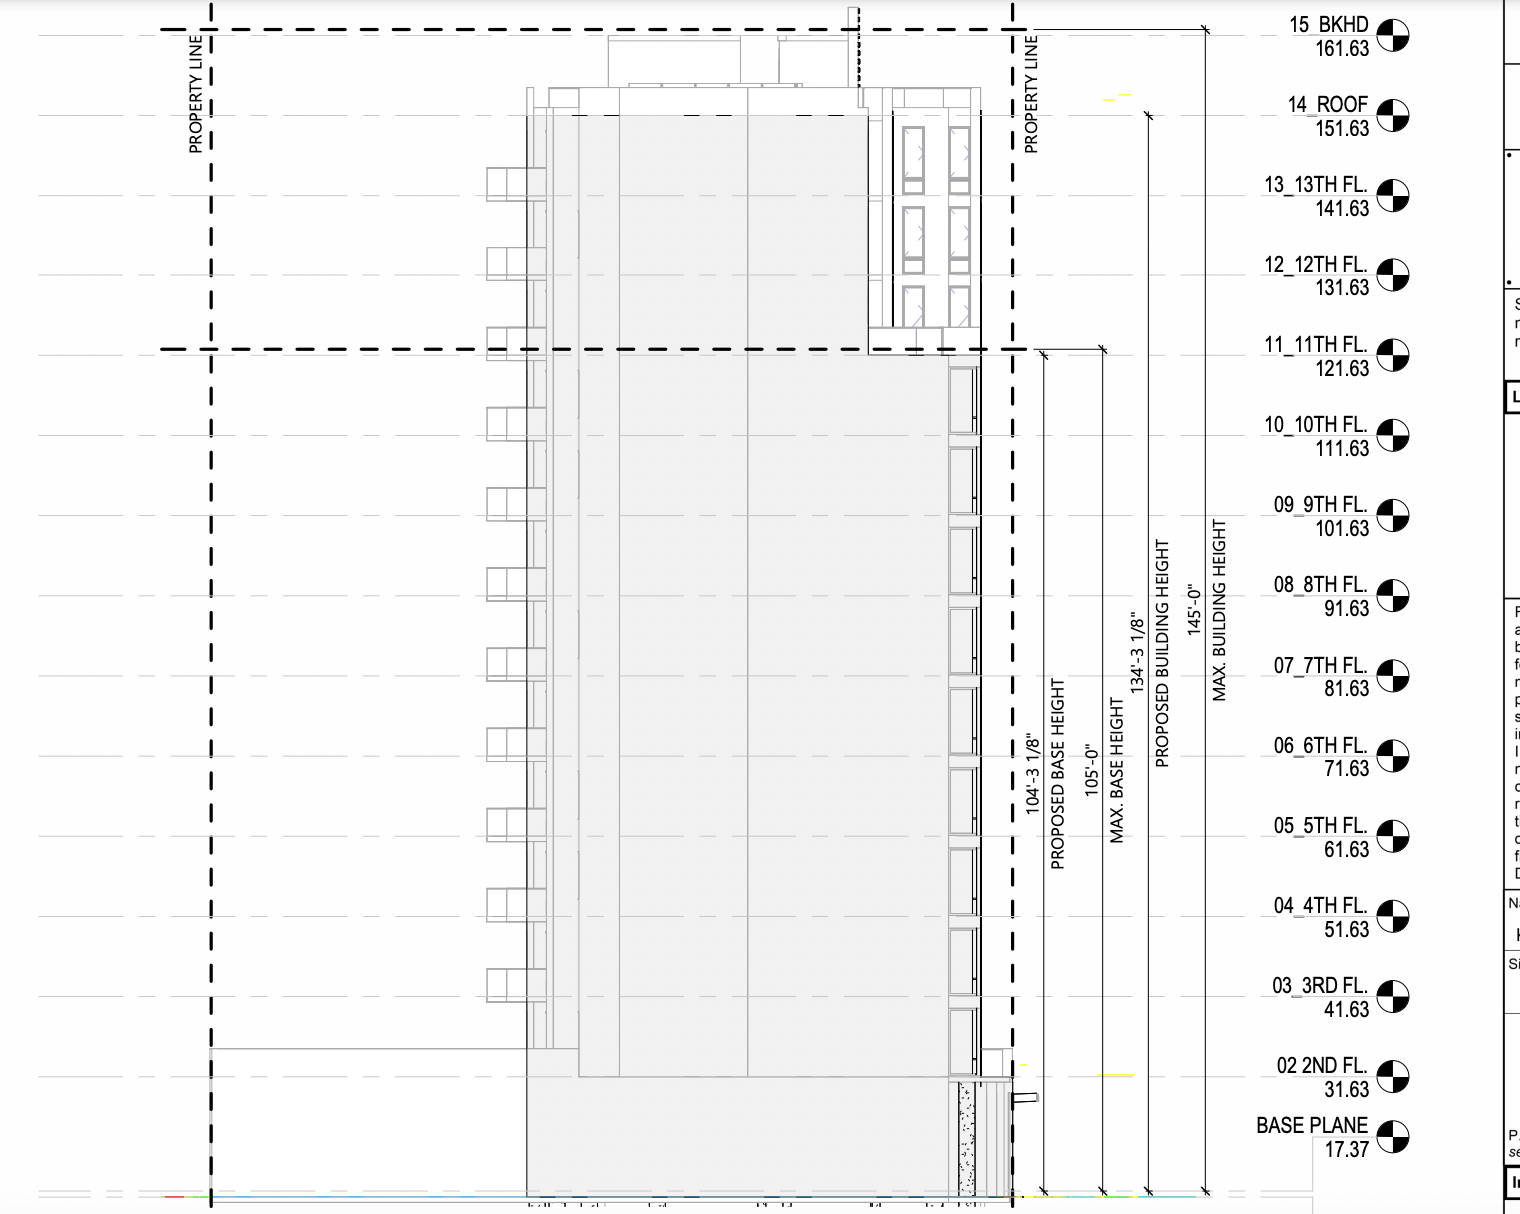 15_BKHD
161.63
PROPERTY LINE
PROPERTY LINE
14_ROOF
151.63
13_13TH FL.
141.63
12_12TH FL.
131.63
11_11TH FL.
121.63
10_10TH FL.
111.63
09_9TH FL.
101.63
08_8TH FL.
91.63
07_7TH FL.
81.63
06_6TH FL.
71.63
05_5TH FL.
61.63
04_4TH FL.
51.63
03_3RD FL.
41.63
02 2ND FL.
31.63
BASE PLANE
17.37
104'-3 1/8"
PROPOSED BASE HEIGHT
105'-0"
MAX. BASE HEIGHT
134'-3 1/8"
PROPOSED BUILDING HEIGHT
145'-0"
MAX. BUILDING HEIGHT